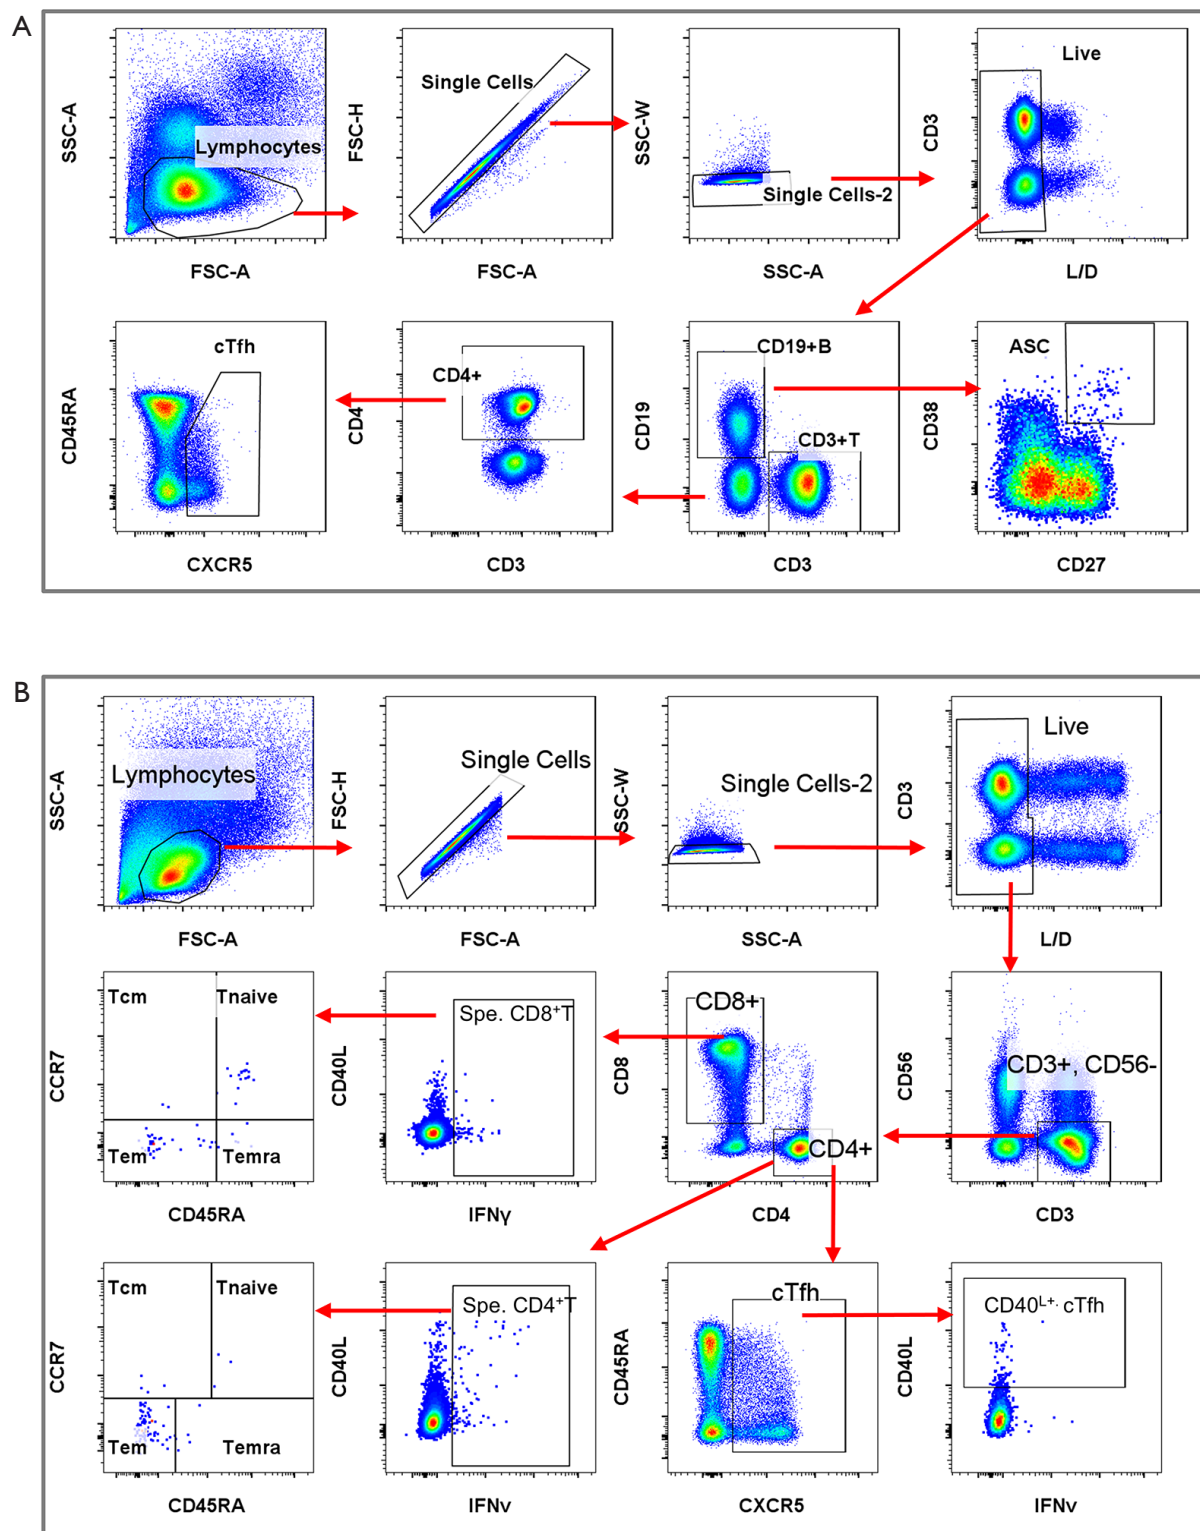 A
SSC-A
Lymphocytes
FSC-A
FSC-H
Single Cells
FSC-A
SSC-W
Single Cells-2
SSC-A
CD3
Live
L/D
CD45RA
cTfh
CXCR5
CD4
CD4+
CD3
CD19
CD19+B
CD3+T
CD3
CD38
ASC
CD27
B
SSC-A
Lymphocytes
FSC-A
FSC-H
Single Cells
FSC-A
SSC-W
Single Cells-2
SSC-A
CD3
Live
L/D
CCR7
Tcm
Tnaive
Tem
Temra
CD45RA
CD40L
Spe. CD8+T
IFNγ
CD8
CD8+
CD4+
CD4
CD56
CD3+, CD56-
CD3
CCR7
Tcm
Tnaive
Tem
Temra
CD45RA
CD40L
Spe. CD4+T
IFNν
CD45RA
cTfh
CXCR5
CD40L
CD40L+. cTfh
IFNν